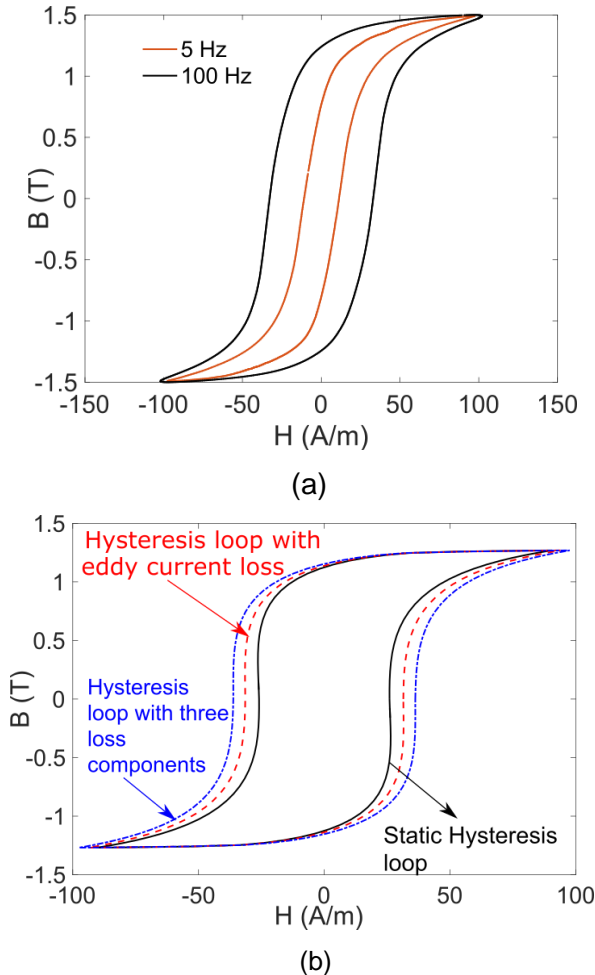 1.5
1
0.5
0
-0.5
-1
-1.5
B (T)
5 Hz
100 Hz
-150 -100 -50 0 50 100 150
H (A/m)
(a)
1.5
1
0.5
0
-0.5
-1
-1.5
B (T)
Hysteresis loop with
eddy current loss
Hysteresis
loop with three
loss
components
Static Hysteresis
loop
-100 -50 0 50 100
H (A/m)
(b)